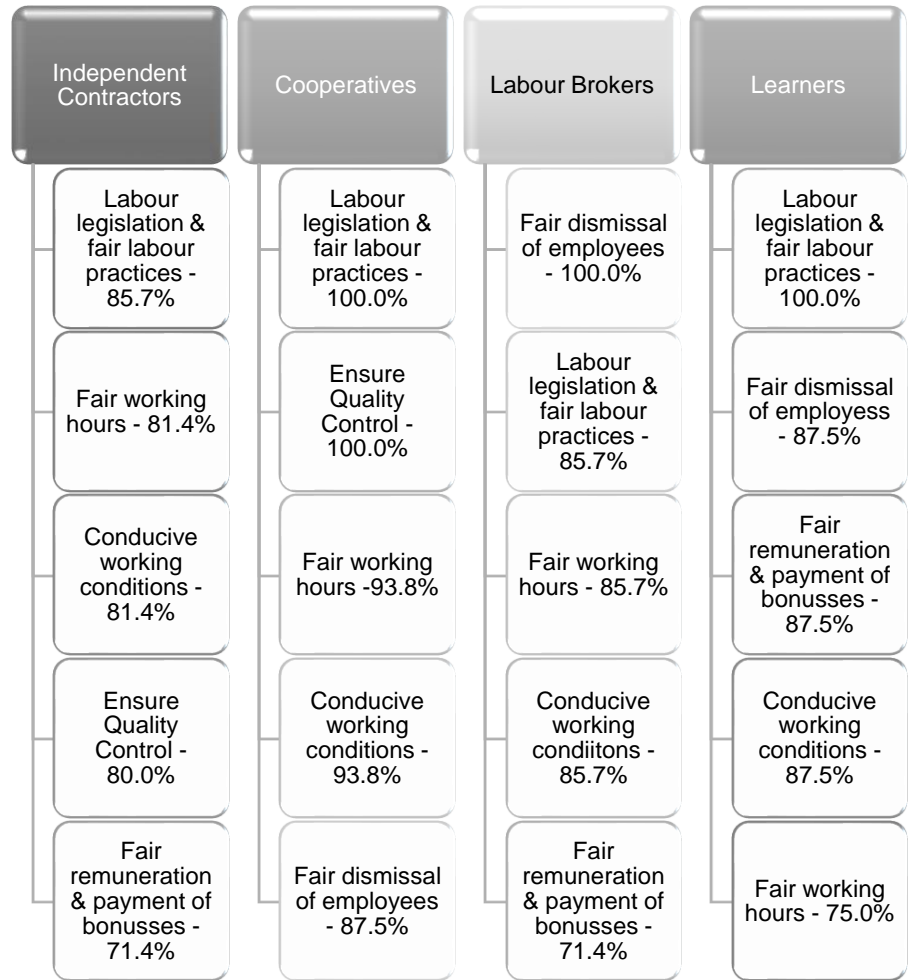 Independent
Contractors
Labour
legislation &
fair labour
practices -
85.7%
Fair working
hours - 81.4%
Conducive
working
conditions -
81.4%
Ensure
Quality
Control -
80.0%
Fair
remuneration
& payment of
bonusses -
71.4%
Cooperatives
Labour
legislation &
fair labour
practices -
100.0%
Ensure
Quality
Control -
100.0%
Fair working
hours -93.8%
Conducive
working
conditions -
93.8%
Fair dismissal
of employees
- 87.5%
Labour Brokers
Fair dismissal
of employees
- 100.0%
Labour
legislation &
fair labour
practices -
85.7%
Fair working
hours - 85.7%
Conducive
working
condiitons -
85.7%
Fair
remuneration
& payment of
bonusses -
71.4%
Learners
Labour
legislation &
fair labour
practices -
100.0%
Fair dismissal
of employess
- 87.5%
Fair
remuneration
& payment of
bonusses -
87.5%
Conducive
working
conditions -
87.5%
Fair working
hours - 75.0%